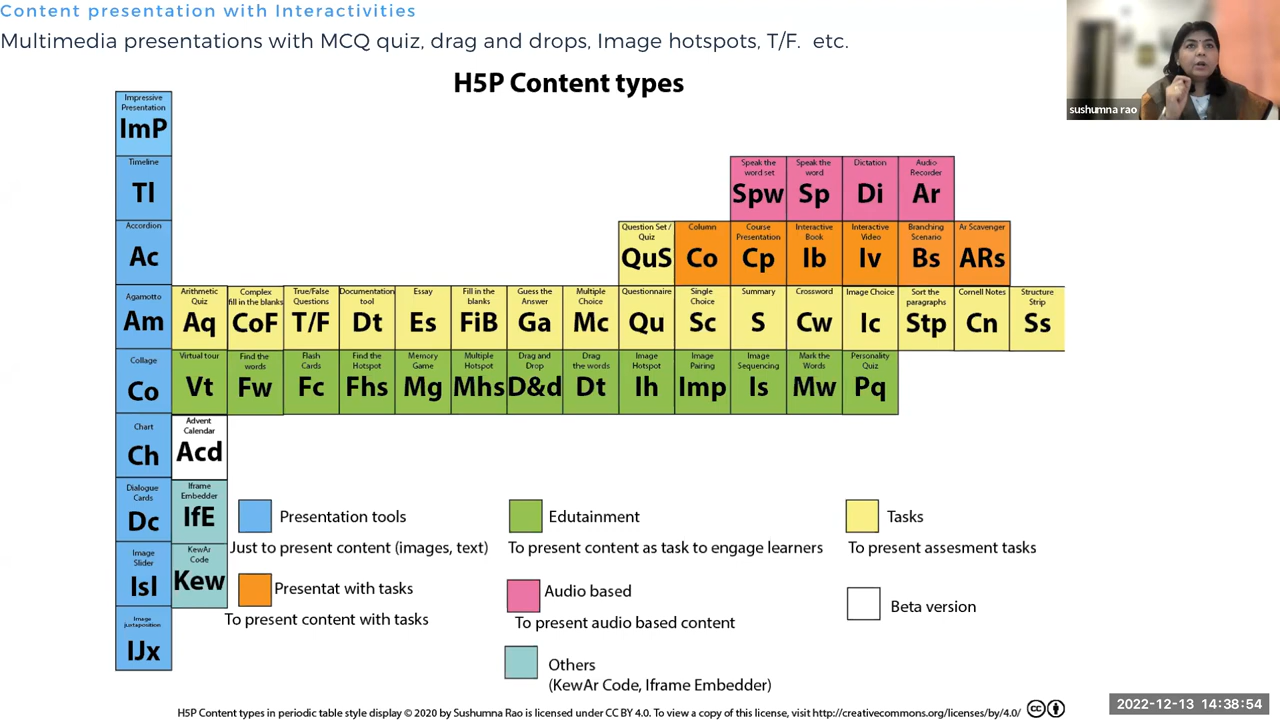 Content presentation with Interactivities
Multimedia presentations with MCQ quiz, drag and drops, Image hotspots, T/F. etc.
sushumna rao
H5P Content types
Impressive
Presentation
ImP
Timeline
Tl
Speak the
word set
Spw
Speak the
word
Sp
Dictation
Di
Audio
Recorder
Ar
Accordion
Ac
Question Set /
Quiz
QuS
Column
Co
Course
Presentation
Cp
Interactive
Book
Ib
Interactive
Video
Iv
Branching
Scenario
Bs
Ar Scavenger
ARs
Agamotto
Am
Arithmetic
Quiz
Aq
Complex
fill in the blanks
CoF
True/False
Questions
T/F
Documentation
tool
Dt
Essay
Es
Fill in the
blanks
FiB
Guess the
Answer
Ga
Multiple
Choice
Mc
Questionnaire
Qu
Single
Choice
Sc
Summary
S
Crossword
Cw
Image Choice
Ic
Sort the
paragraphs
Stp
Cornell Notes
Cn
Structure
Strip
Ss
Collage
Co
Virtual tour
Vt
Find the
words
Fw
Flash
Cards
Fc
Find the
Hotspot
Fhs
Memory
Game
Mg
Multiple
Hotspot
Mhs
Drag and
Drop
D&d
Drag
the words
Dt
Image
Hotspot
Ih
Image
Pairing
Imp
Image
Sequencing
Is
Mark the
Words
Mw
Personality
Quiz
Pq
Chart
Ch
Advent
Calendar
Acd
Dialogue
Cards
Dc
Iframe
Embedder
IfE
Image
Slider
Isl
KewAr
Code
Kew
Image
juxtaposition
IJx
Presentation tools
Just to present content (images, text)
Edutainment
To present content as task to engage learners
Tasks
To present assesment tasks
Presentat with tasks
To present content with tasks
Audio based
To present audio based content
Beta version
Others
(KewAr Code, Iframe Embedder)
H5P Content types in periodic table style display © 2020 by Sushumna Rao is licensed under CC BY 4.0. To view a copy of this license, visit http://creativecommons.org/licenses/by/4.0/
2022-12-13 14:38:54